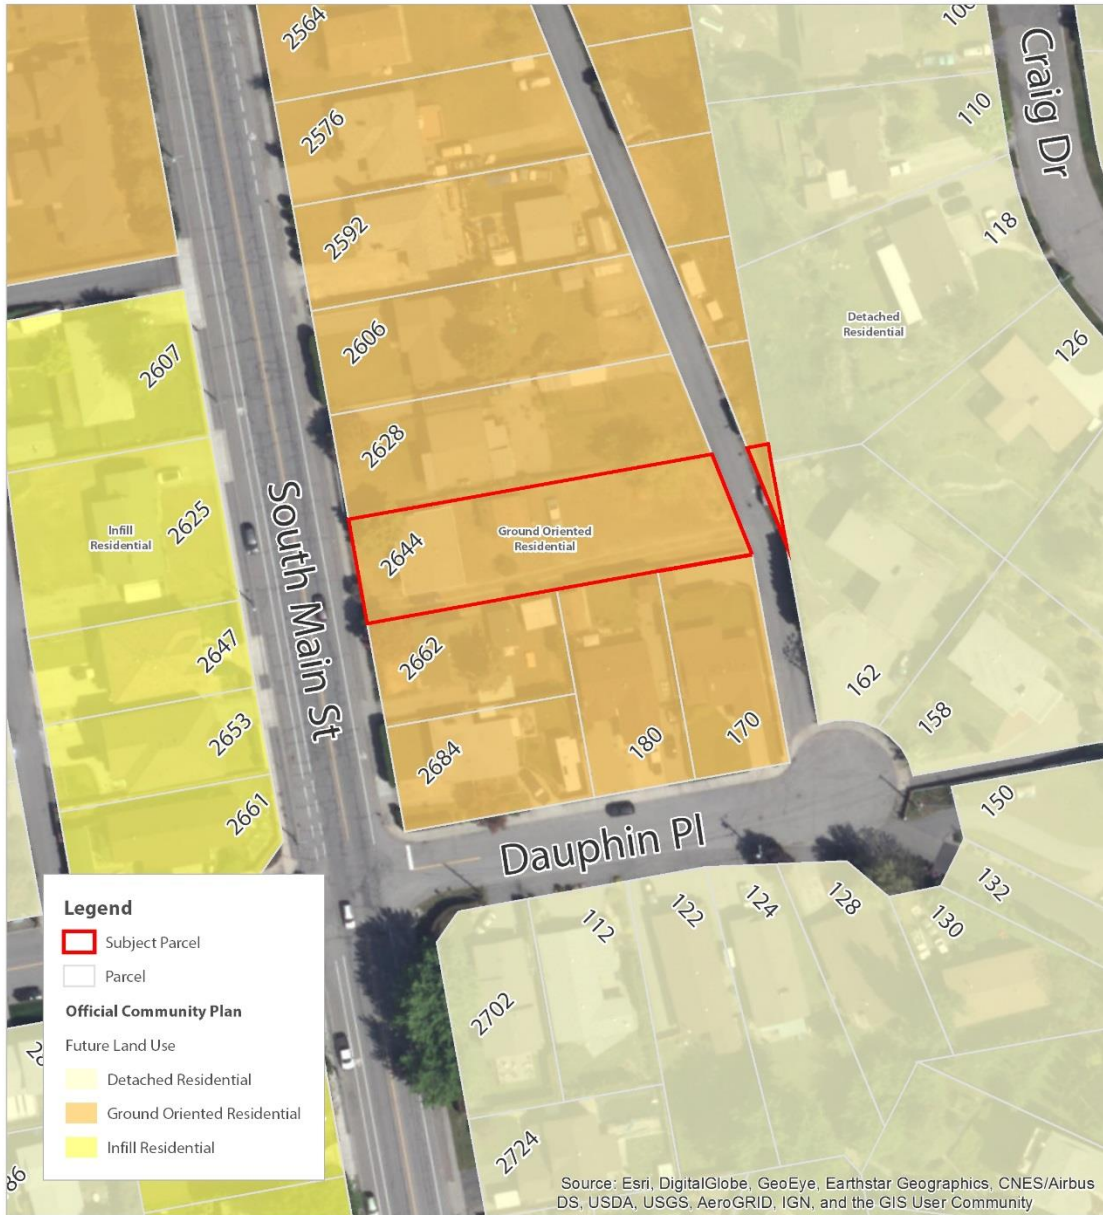 2564
100
Craig Dr
110
2576
118
2592
Detached
Residential
126
2606
2607
2628
2625
Infill
Residential
South Main St
Ground Oriented
Residential
2644
2647
2662
162
158
2653
180
170
2684
2661
150
Dauphin Pl
132
112
122
124
128
130
2702
2724
86
Legend
Subject Parcel
Parcel
Official Community Plan
Future Land Use
Detached Residential
Ground Oriented Residential
Infill Residential
Source: Esri, DigitalGlobe, GeoEye, Earthstar Geographics, CNES/Airbus
DS, USDA, USGS, AeroGRID, IGN, and the GIS User Community